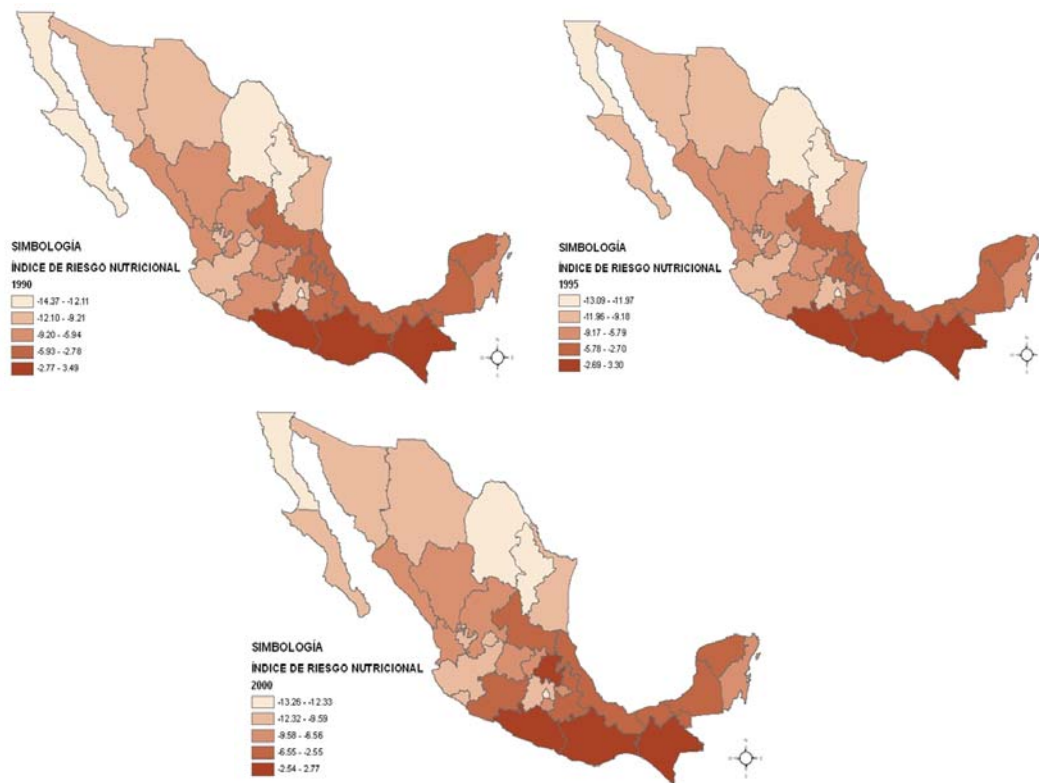 SIMBOLOGÍA
ÍNDICE DE RIESGO NUTRICIONAL
1990
-14.37 - -12.11
-12.10 - -9.21
-9.20 - -5.94
-5.93 - -2.78
-2.77 - 3.49
SIMBOLOGÍA
ÍNDICE DE RIESGO NUTRICIONAL
1995
-13.09 - -11.97
-11.96 - -9.18
-9.17 - -5.79
-5.78 - -2.70
-2.69 - 3.30
SIMBOLOGÍA
ÍNDICE DE RIESGO NUTRICIONAL
2000
-13.26 - -12.33
-12.32 - -9.59
-9.58 - -6.56
-6.55 - -2.55
-2.54 - 2.77